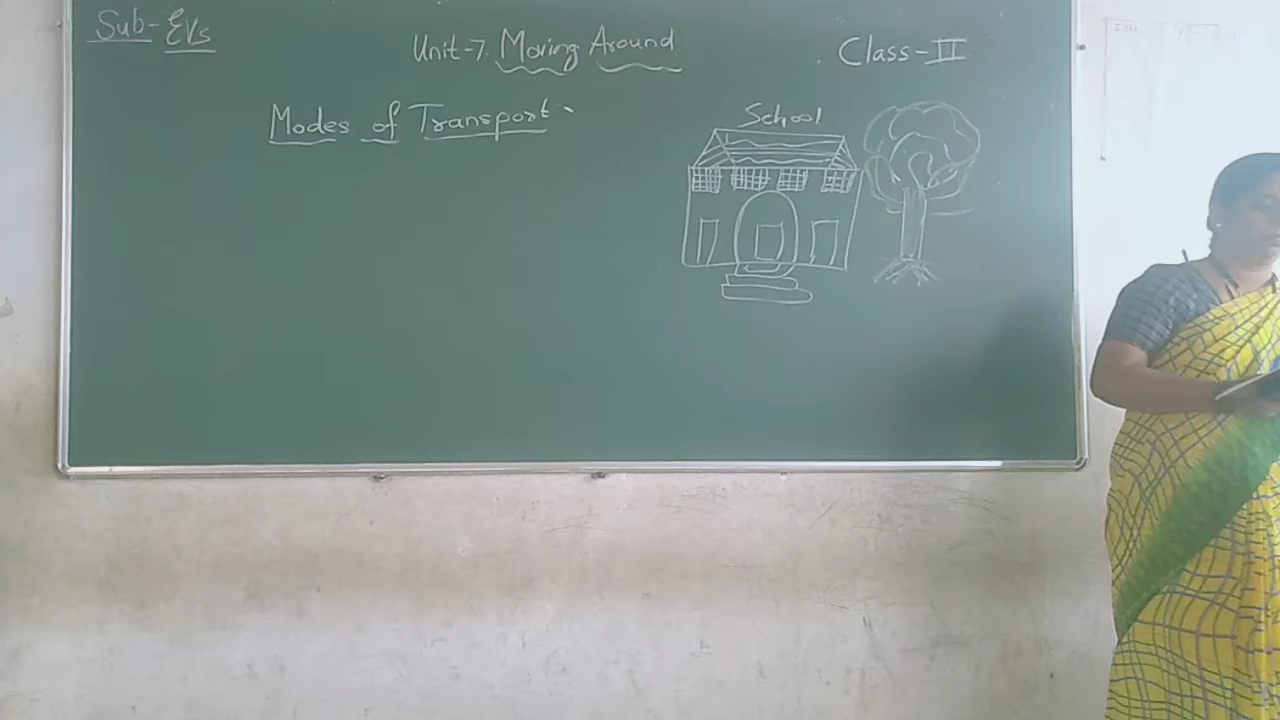 Sub-EVs
Unit-7. Moving Around
Class-II
Modes of Transport:
School